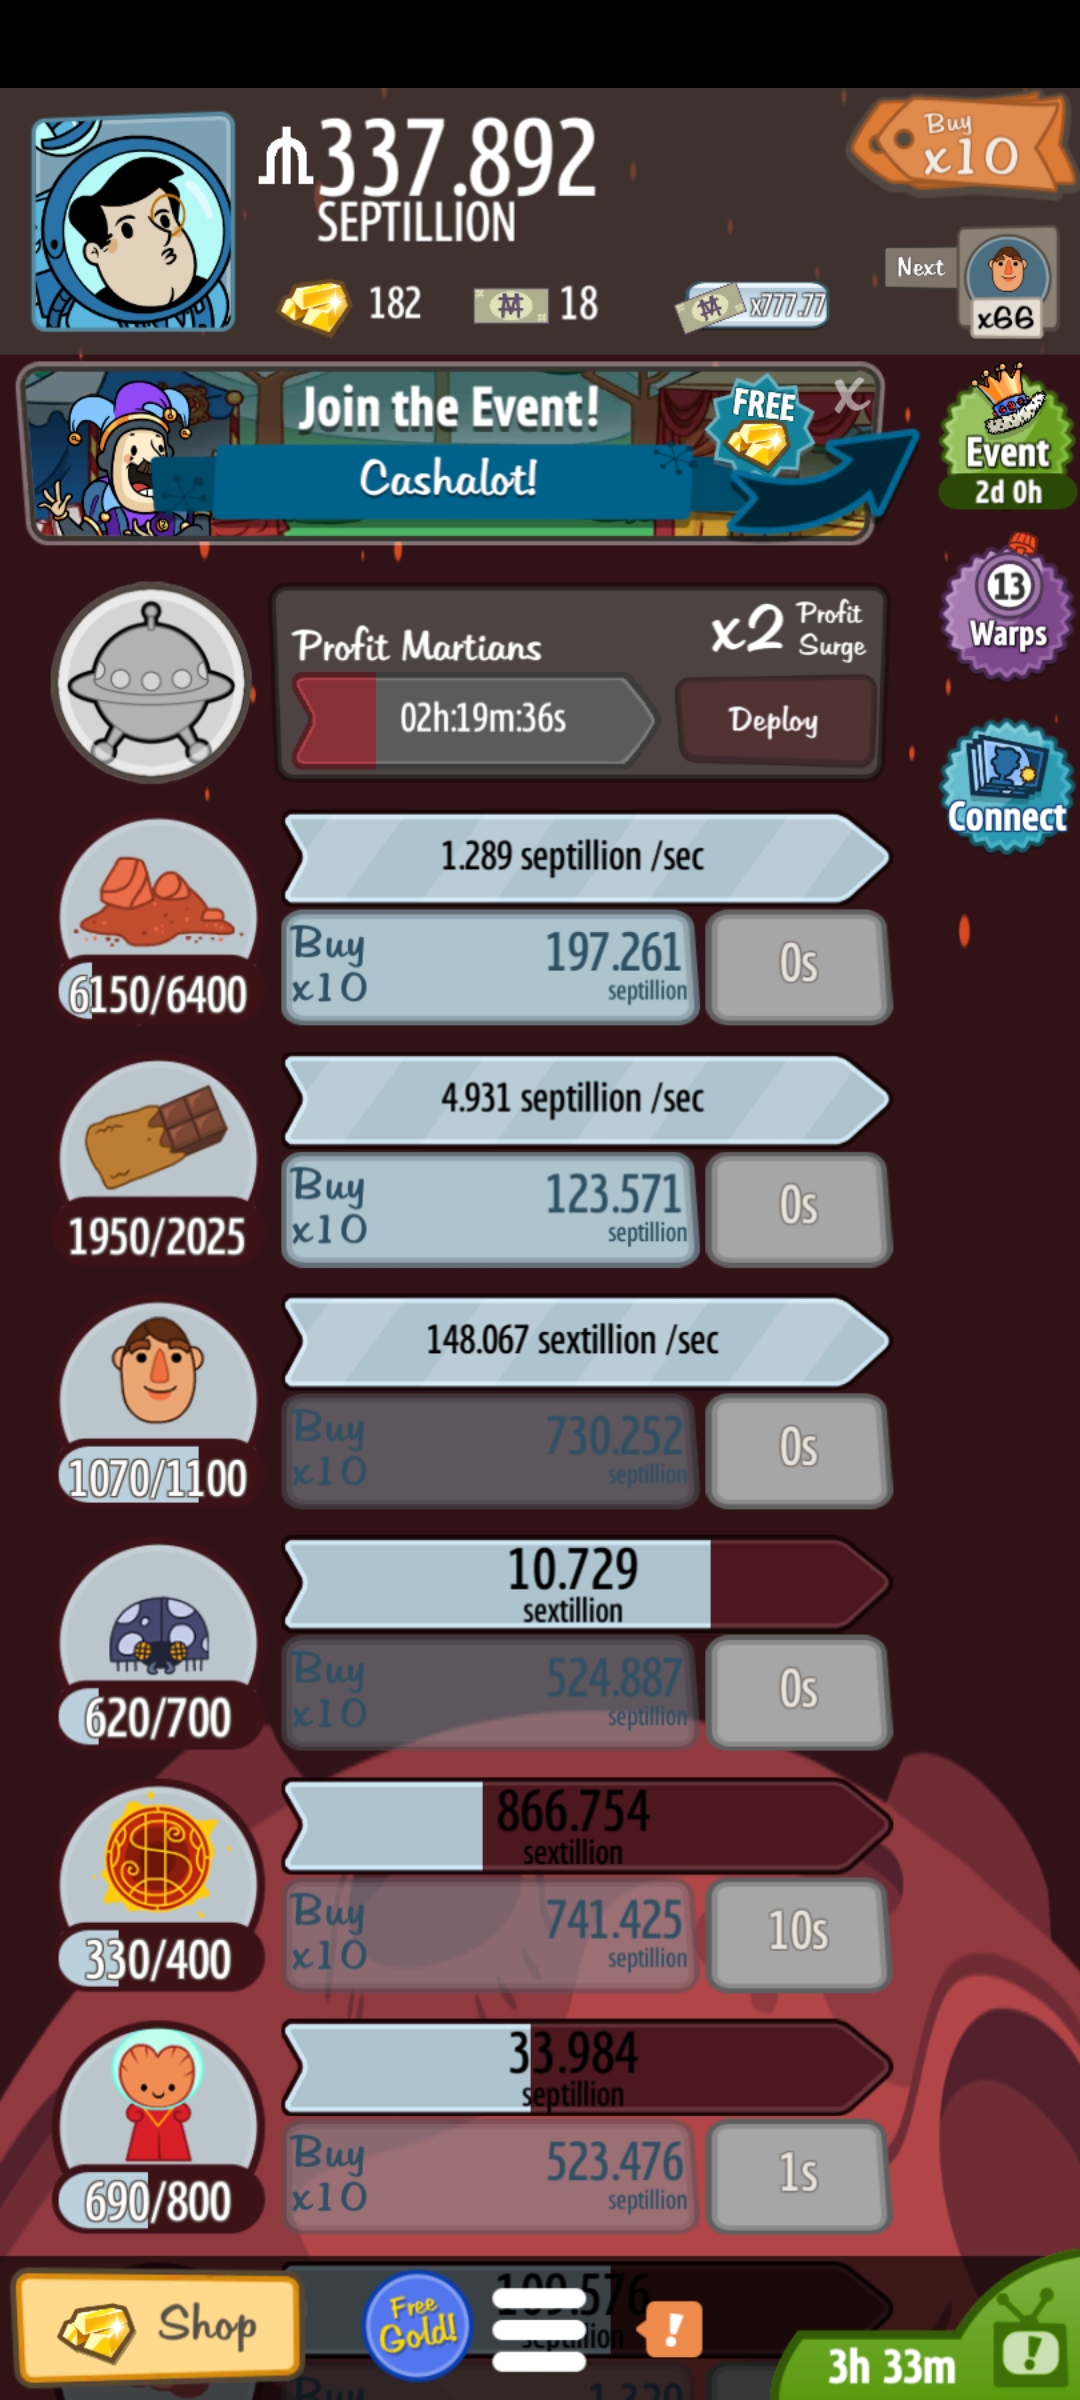 337.892
SEPTILLION
Buy
x10
182
18
x777.77
Next
x66
Join the Event!
FREE
X
Cashalot!
Event
2d 0h
13
Warps
Connect
Profit Martians
x2 Profit
Surge
02h:19m:36s
Deploy
1.289 septillion /sec
6150/6400
Buy
x10
197.261
septillion
0s
4.931 septillion /sec
1950/2025
Buy
x10
123.571
septillion
0s
148.067 sextillion /sec
1070/1100
Buy
x10
730.252
septillion
0s
10.729
sextillion
620/700
Buy
x10
524.887
septillion
0s
866.754
sextillion
330/400
Buy
x10
741.425
septillion
10s
33.984
septillion
690/800
Buy
x10
523.476
septillion
1s
109.576
Shop
Free
Gold!
!
3h 33m
!
Buy
1.320